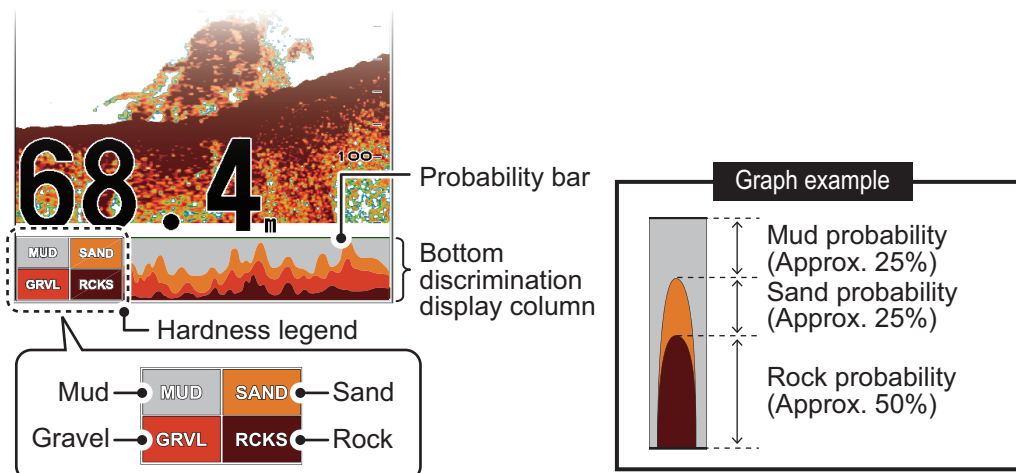 100
68.4m
MUD
SAND
GRVL
RCKS
Probability bar
Bottom
discrimination
display column
Hardness legend
Mud
MUD
SAND
Sand
Gravel
GRVL
RCKS
Rock
Graph example
Mud probability
(Approx. 25%)
Sand probability
(Approx. 25%)
Rock probability
(Approx. 50%)